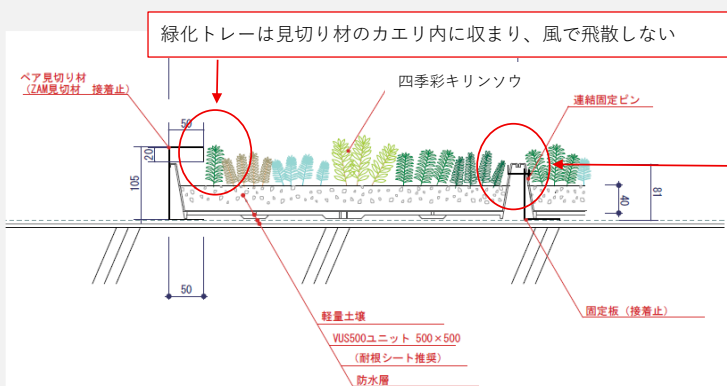 緑化トレーは見切り材のカエリ内に収まり、風で飛散しない
ベア見切り材
（ZAM見切材　接着止）
四季彩キリンソウ
連結固定ピン
50
20
105
81
40
50
軽量土壌
VUS500ユニット 500×500
（耐根シート推奨）
防水層
固定板（接着止）